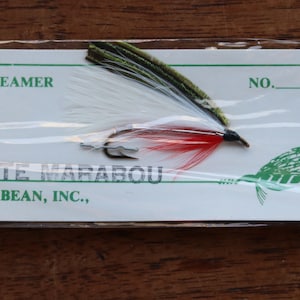 EAMER NO.
TE MARABOU
BEAN, INC.,